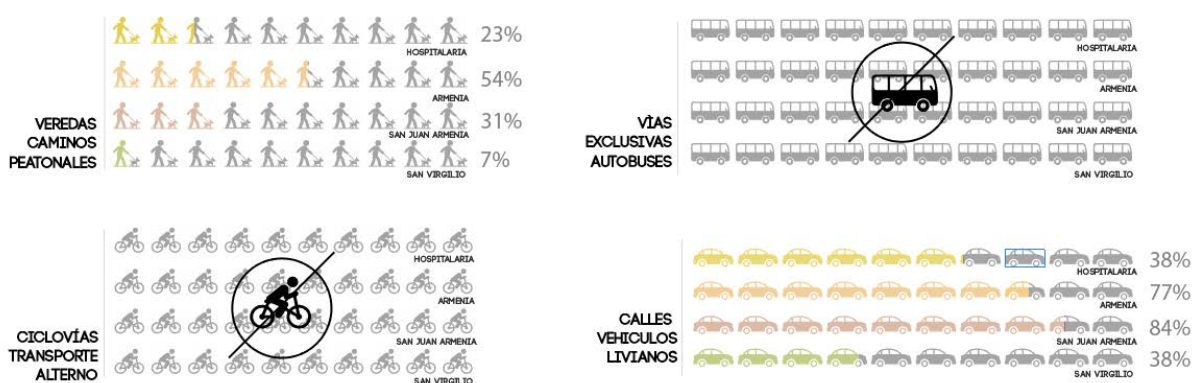 23%
HOSPITALARIA
54%
ARMENIA
31%
SAN JUAN ARMENIA
7%
SAN VIRGILIO
VEREDAS
CAMINOS
PEATONALES
HOSPITALARIA
ARMENIA
SAN JUAN ARMENIA
SAN VIRGILIO
VÌAS
EXCLUSIVAS
AUTOBUSES
HOSPITALARIA
ARMENIA
SAN JUAN ARMENIA
SAN VIRGILIO
CICLOVÍAS
TRANSPORTE
ALTERNO
38%
HOSPITALARIA
77%
ARMENIA
84%
SAN JUAN ARMENIA
38%
SAN VIRGILIO
CALLES
VEHICULOS
LIVIANOS